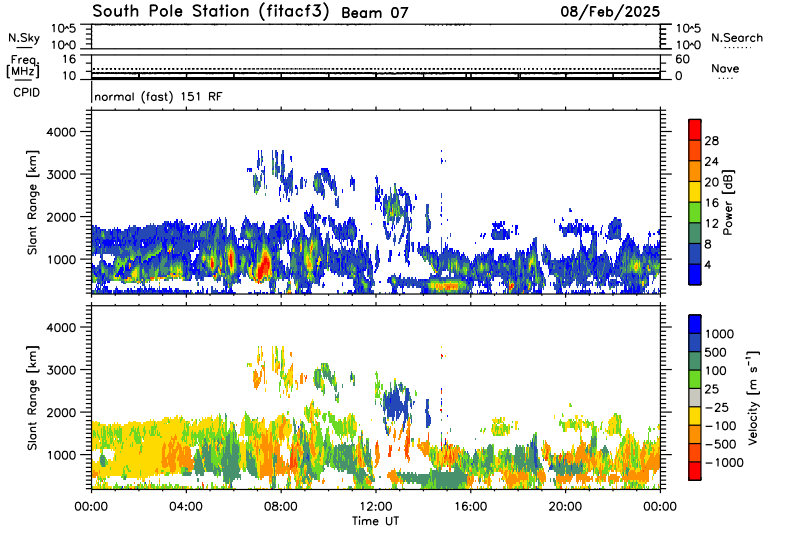 South Pole Station (fitacf3) Beam 07 08/Feb/2025
N.Sky 10^5 10^5 N.Search
10^0 10^0
Freq. [MHz] 16 60 Nave
10 0
CPID normal (fast) 151 RF
Slant Range [km]
4000
3000
2000
1000
28
24
20
16
12
8
4
Power [dB]
Slant Range [km]
4000
3000
2000
1000
1000
500
100
25
-25
-100
-500
-1000
Velocity [m s⁻¹]
00:00 04:00 08:00 12:00 16:00 20:00 00:00
Time UT